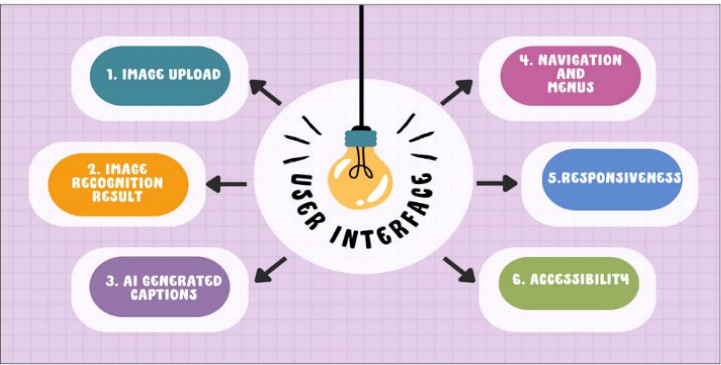 1. IMAGE UPLOAD
2. IMAGE
RECOGNITION
RESULT
3. AI GENERATED
CAPTIONS
USER INTERFACE
4. NAVIGATION
AND
MENUS
5.RESPONSIVENESS
6. ACCESSIBILITY